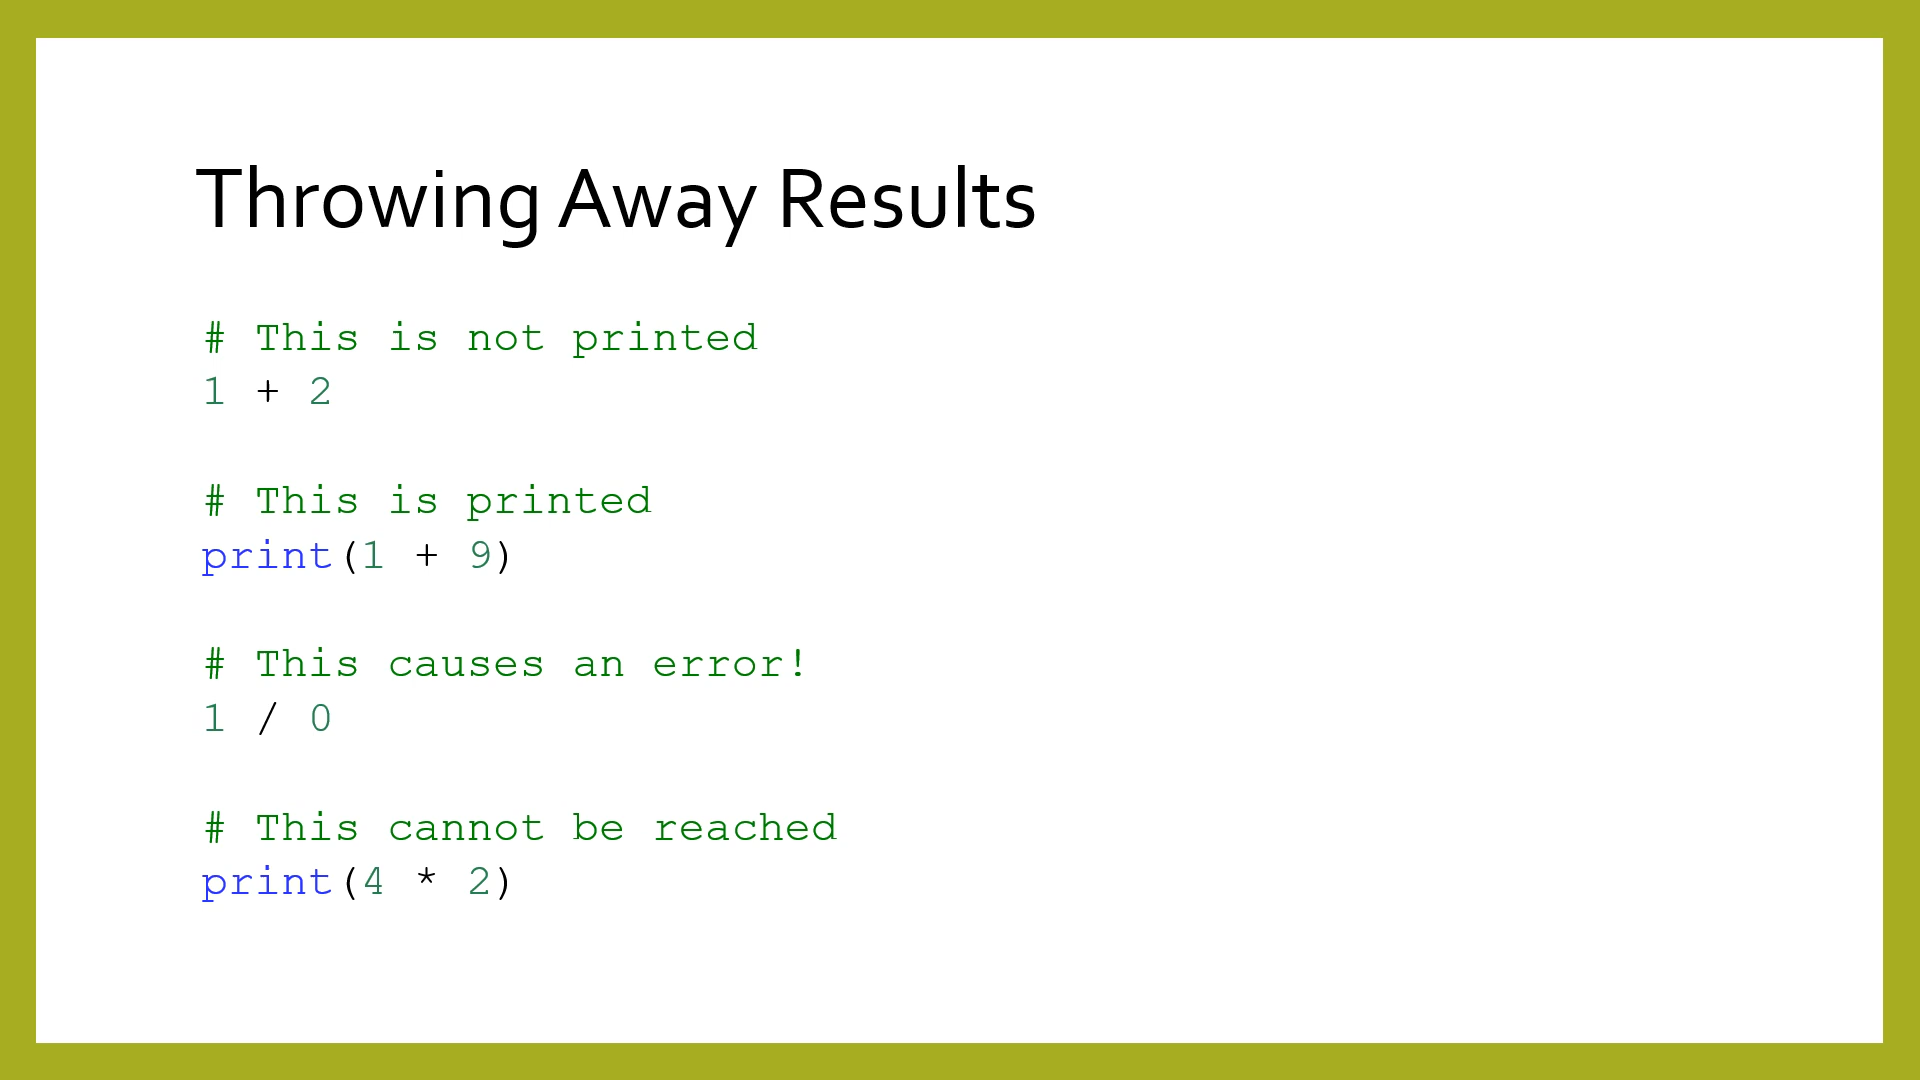 Throwing Away Results
# This is not printed
1 + 2
# This is printed
print(1 + 9)
# This causes an error!
1 / 0
# This cannot be reached
print(4 * 2)